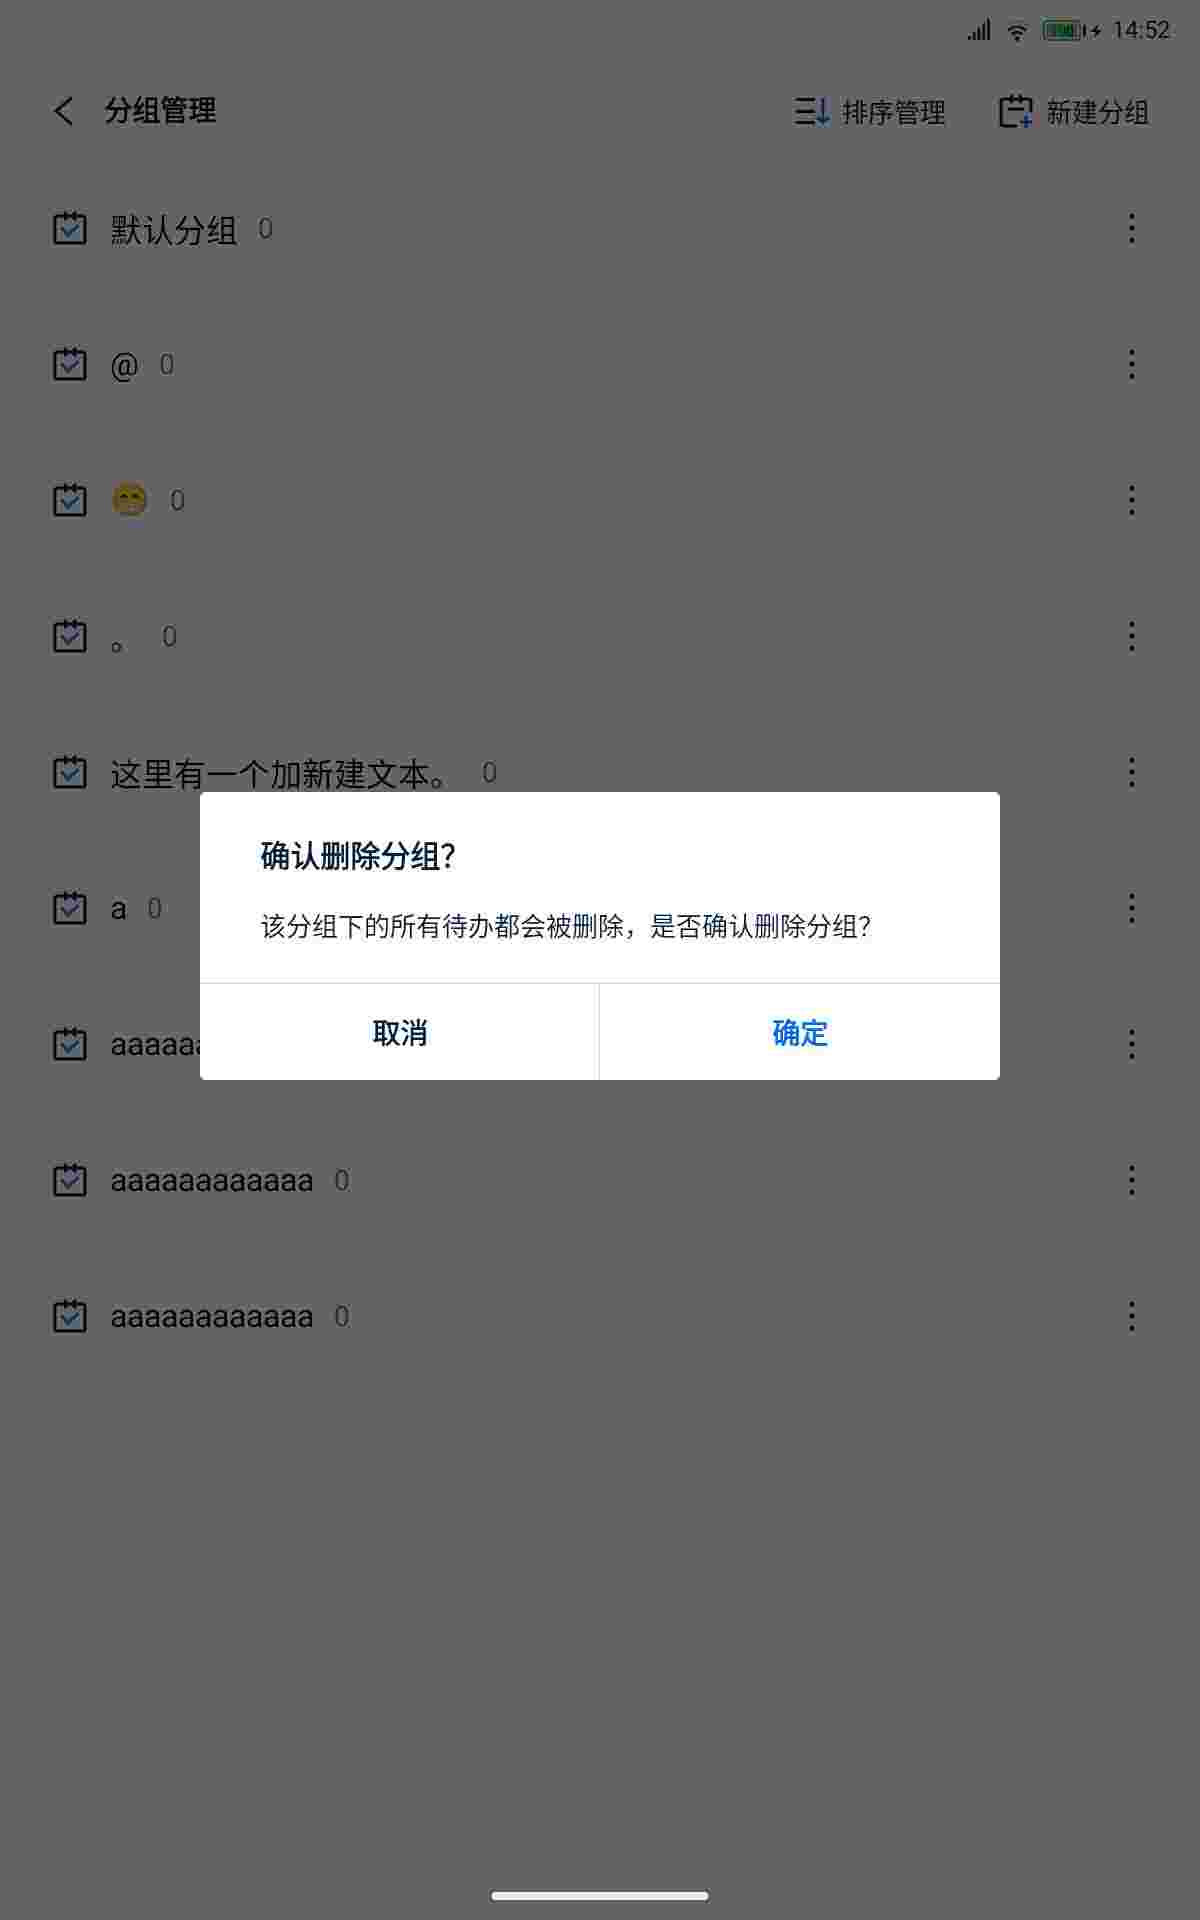 14:52
分组管理 排序管理 新建分组
默认分组 0
@ 0
😁 0
。 0
这里有一个加新建文本。 0
确认删除分组?
a 0
该分组下的所有待办都会被删除，是否确认删除分组?
取消 确定
aaaaa
aaaaaaaaaaaa 0
aaaaaaaaaaaa 0